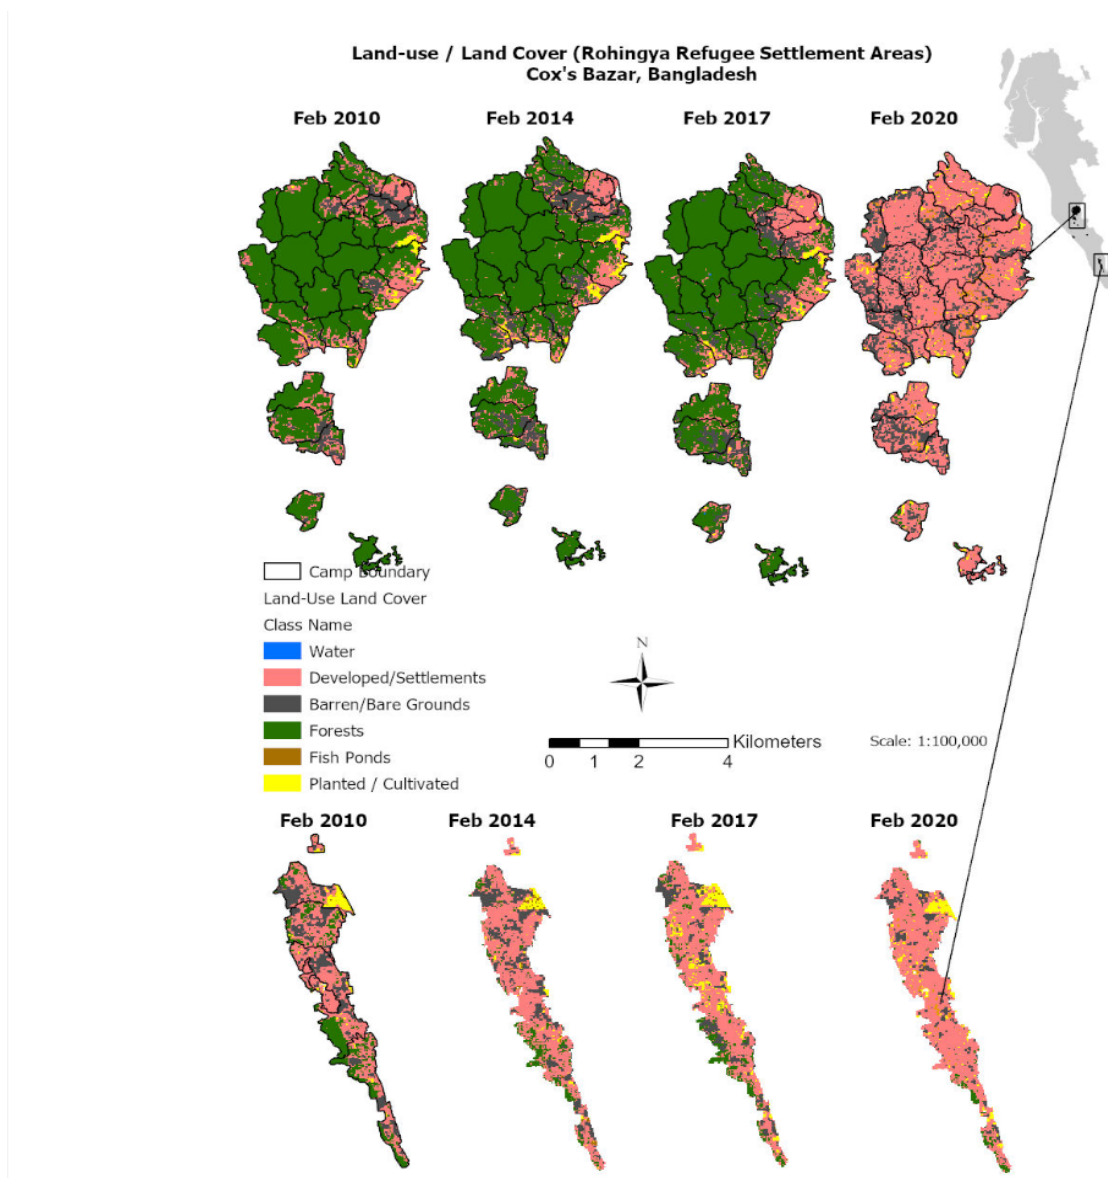 Land-use / Land Cover (Rohingya Refugee Settlement Areas)
Cox's Bazar, Bangladesh
Feb 2010 Feb 2014 Feb 2017 Feb 2020
Camp Boundary
Land-Use Land Cover
Class Name
Water
Developed/Settlements
Barren/Bare Grounds
Forests
Fish Ponds
Planted / Cultivated
N
Kilometers
0 1 2 4
Scale: 1:100,000
Feb 2010 Feb 2014 Feb 2017 Feb 2020